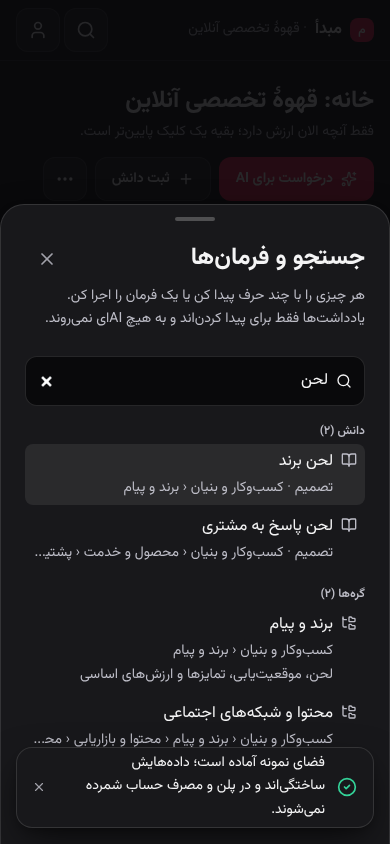 م مبدأ · قهوهٔ تخصصی آنلاین
خانه: قهوهٔ تخصصی آنلاین
فقط آنچه الان ارزش دارد؛ بقیه یک کلیک پایین‌تر است.
درخواست برای AI
ثبت دانش
جستجو و فرمان‌ها
هر چیزی را با چند حرف پیدا کن یا یک فرمان را اجرا کن.
یادداشت‌ها فقط برای پیدا کردن‌اند و به هیچ AIای نمی‌روند.
لحن
دانش (۲)
لحن برند
تصمیم · کسب‌وکار و بنیان › برند و پیام
لحن پاسخ به مشتری
تصمیم · کسب‌وکار و بنیان › محصول و خدمت › پشتیـ...
گره‌ها (۲)
برند و پیام
کسب‌وکار و بنیان › برند و پیام
لحن، موقعیت‌یابی، تمایزها و ارزش‌های اساسی
محتوا و شبکه‌های اجتماعی
کسب‌وکار و بنیان › برند و پیام › محتوا و بازاریابی › محـ...
فضای نمونه آماده است؛ داده‌هایش
ساختگی‌اند و در پلن و مصرف حساب شمرده
نمی‌شوند.